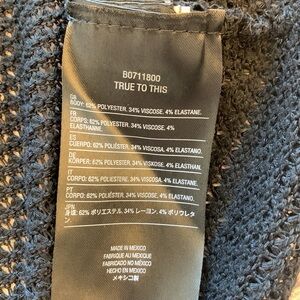 B0711800
TRUE TO THIS
GB
BODY: 62% POLYESTER, 34% VISCOSE, 4% ELASTANE.
FR
CORPS: 62% POLYESTER, 34% VISCOSE, 4%
ELASTHANNE.
ES
CUERPO: 62% POLIÉSTER, 34% VISCOSA, 4% ELASTANO.
DE
KÖRPER: 62% POLYESTER, 34% VISKOSE, 4% ELASTHAN.
IT
CORPO: 62% POLIESTERE, 34% VISCOSA, 4% ELASTAN.
PT
CORPO: 62% POLIÉSTER, 34% VISCOSE, 4% ELASTANO.
JPN
身頃: 62% ポリエステル, 34% レーヨン, 4% ポリウレタ
ン
MADE IN MEXICO
FABRIQUE AU MEXIQUE
FABRICADO NO MÉXICO
HECHO EN MEXICO
メキシコ製